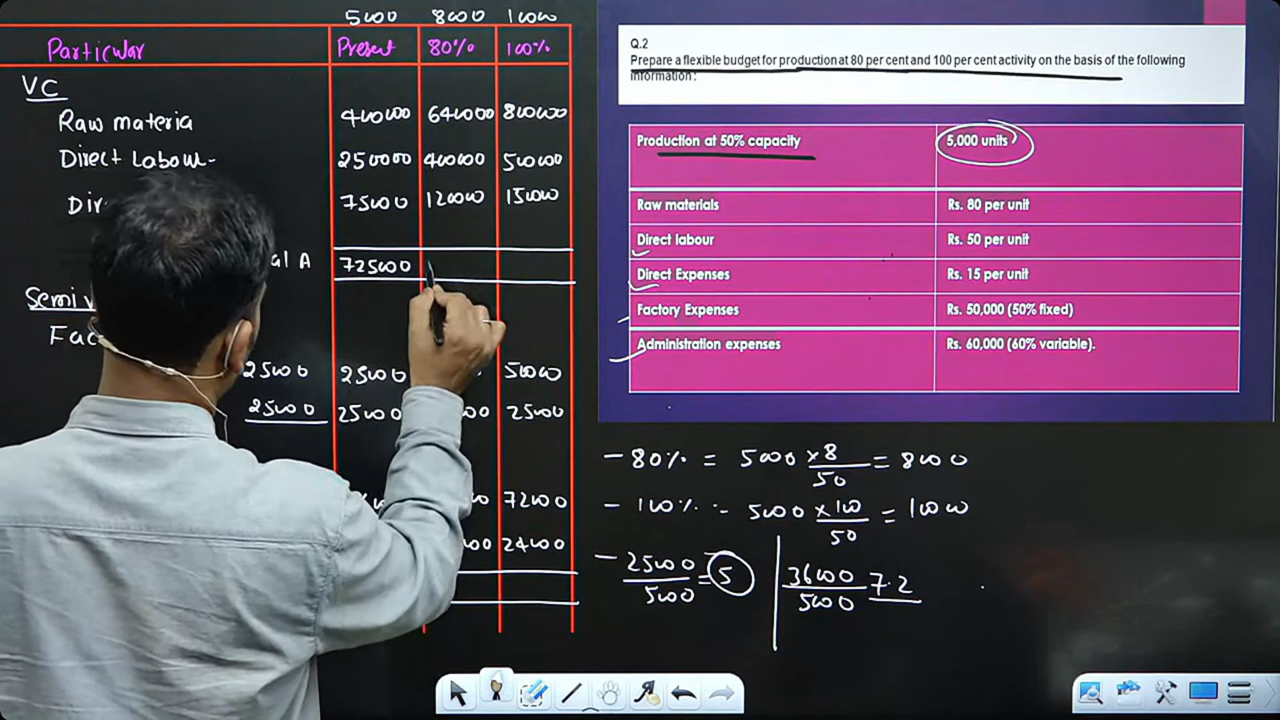 5000 8000 10000
Particular Present 80% 100%
VC
Raw materia 400000 640000 800000
Direct Labour- 250000 400000 500000
Dir 75000 120000 150000
al A 725000
Semi v
Fac
25000 25000 50000
25000 25000 00 25000
72000
00 24000
Q.2
Prepare a flexible budget for production at 80 per cent and 100 per cent activity on the basis of the following
information :
Production at 50% capacity 5,000 units
Raw materials Rs. 80 per unit
Direct labour Rs. 50 per unit
Direct Expenses Rs. 15 per unit
Factory Expenses Rs. 50,000 (50% fixed)
Administration expenses Rs. 60,000 (60% variable).
- 80% = 5000 × 8 = 8000
50
- 100% - 5000 × 100 = 10000
50
- 25000 = 5
5000
36000 7.2
5000